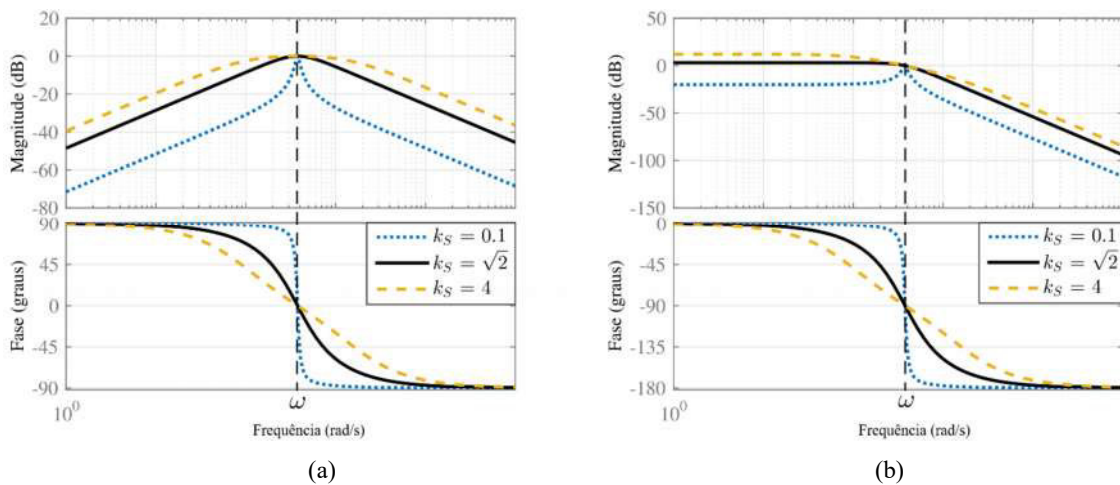 20
0
-20
-40
-60
-80
Magnitude (dB)
90
45
0
-45
-90
Fase (graus)
k_S = 0.1
k_S = √2
k_S = 4
10^0
ω
Frequência (rad/s)
(a)
50
0
-50
-100
-150
Magnitude (dB)
0
-45
-90
-135
-180
Fase (graus)
k_S = 0.1
k_S = √2
k_S = 4
10^0
ω
Frequência (rad/s)
(b)